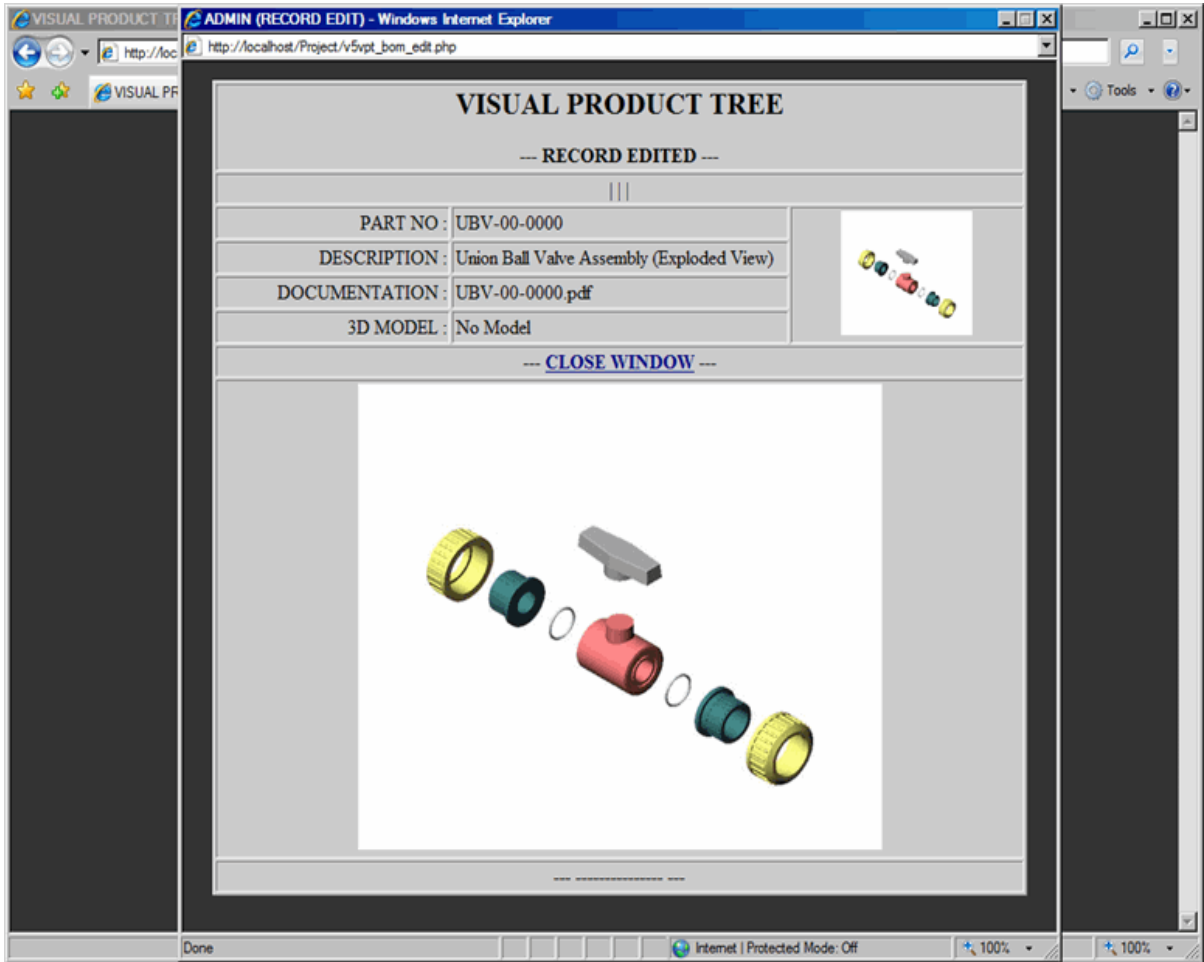 VISUAL PRODUCT TR
ADMIN (RECORD EDIT) - Windows Internet Explorer
http://loc
http://localhost/Project/v5vpt_bom_edit.php
VISUAL PR
Tools
VISUAL PRODUCT TREE
--- RECORD EDITED ---
| | |
PART NO : UBV-00-0000
DESCRIPTION : Union Ball Valve Assembly (Exploded View)
DOCUMENTATION : UBV-00-0000.pdf
3D MODEL : No Model
--- CLOSE WINDOW ---
--- --------------- ---
Done
Internet | Protected Mode: Off
100%
100%